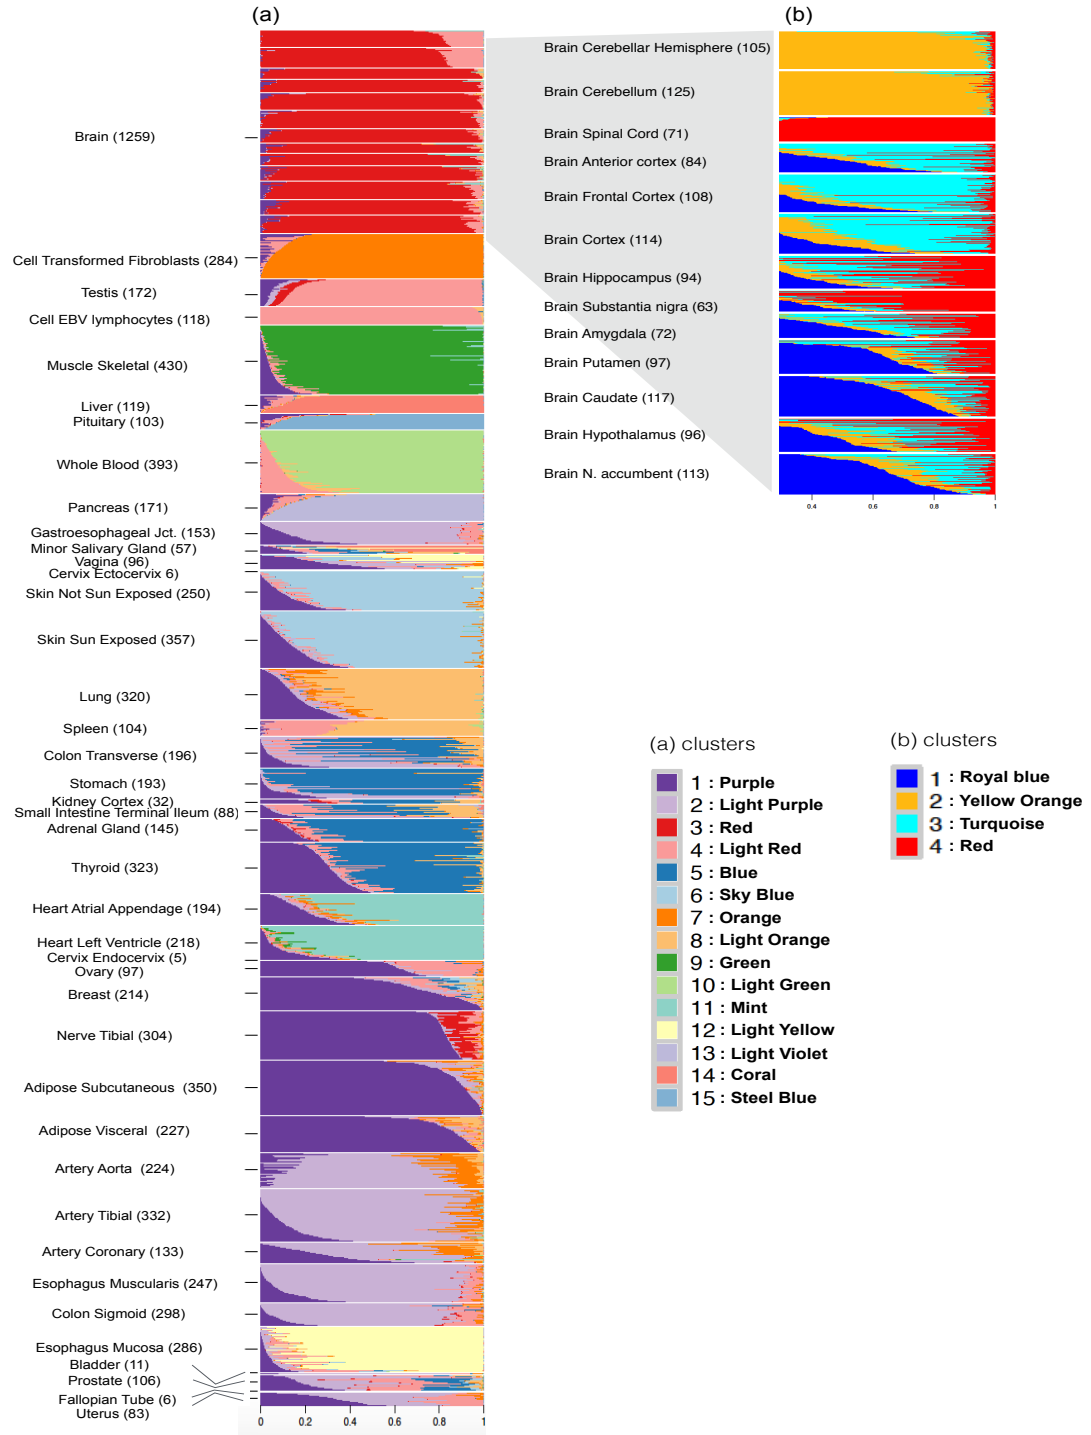 (a)
(b)
Brain (1259)
Cell Transformed Fibroblasts (284)
Testis (172)
Cell EBV lymphocytes (118)
Muscle Skeletal (430)
Liver (119)
Pituitary (103)
Whole Blood (393)
Pancreas (171)
Gastroesophageal Jct. (153)
Minor Salivary Gland (57)
Vagina (96)
Cervix Ectocervix 6)
Skin Not Sun Exposed (250)
Skin Sun Exposed (357)
Lung (320)
Spleen (104)
Colon Transverse (196)
Stomach (193)
Kidney Cortex (32)
Small Intestine Terminal Ileum (88)
Adrenal Gland (145)
Thyroid (323)
Heart Atrial Appendage (194)
Heart Left Ventricle (218)
Cervix Endocervix (5)
Ovary (97)
Breast (214)
Nerve Tibial (304)
Adipose Subcutaneous (350)
Adipose Visceral (227)
Artery Aorta (224)
Artery Tibial (332)
Artery Coronary (133)
Esophagus Muscularis (247)
Colon Sigmoid (298)
Esophagus Mucosa (286)
Bladder (11)
Prostate (106)
Fallopian Tube (6)
Uterus (83)
0 0.2 0.4 0.6 0.8 1
Brain Cerebellar Hemisphere (105)
Brain Cerebellum (125)
Brain Spinal Cord (71)
Brain Anterior cortex (84)
Brain Frontal Cortex (108)
Brain Cortex (114)
Brain Hippocampus (94)
Brain Substantia nigra (63)
Brain Amygdala (72)
Brain Putamen (97)
Brain Caudate (117)
Brain Hypothalamus (96)
Brain N. accumbent (113)
0.4 0.6 0.8 1
(a) clusters
1 : Purple
2 : Light Purple
3 : Red
4 : Light Red
5 : Blue
6 : Sky Blue
7 : Orange
8 : Light Orange
9 : Green
10 : Light Green
11 : Mint
12 : Light Yellow
13 : Light Violet
14 : Coral
15 : Steel Blue
(b) clusters
1 : Royal blue
2 : Yellow Orange
3 : Turquoise
4 : Red